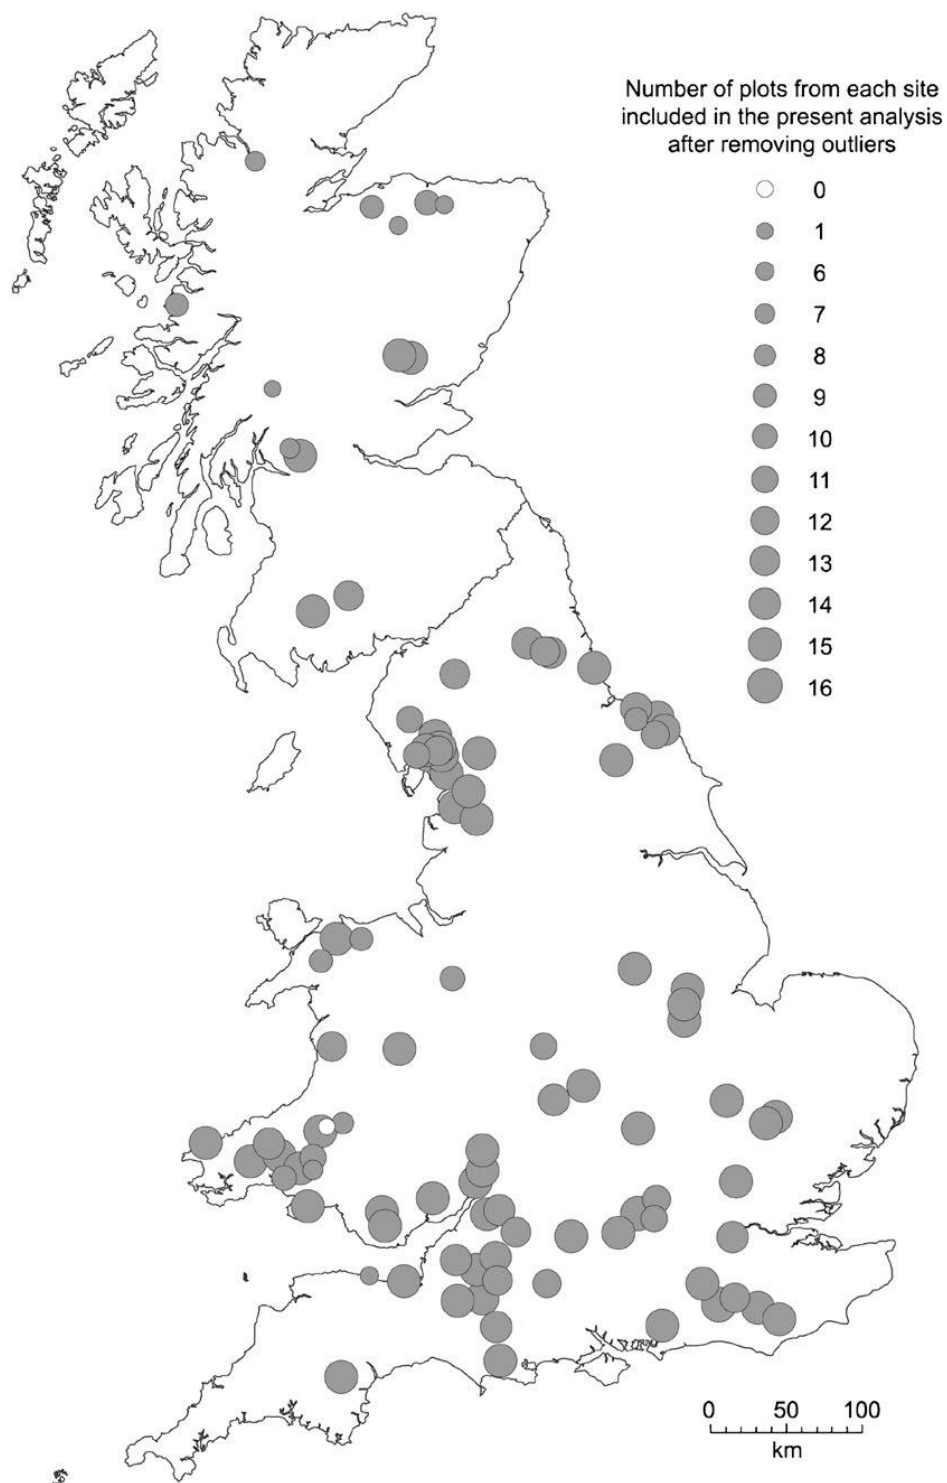 Number of plots from each site
included in the present analysis
after removing outliers
0
1
6
7
8
9
10
11
12
13
14
15
16
0 50 100
km